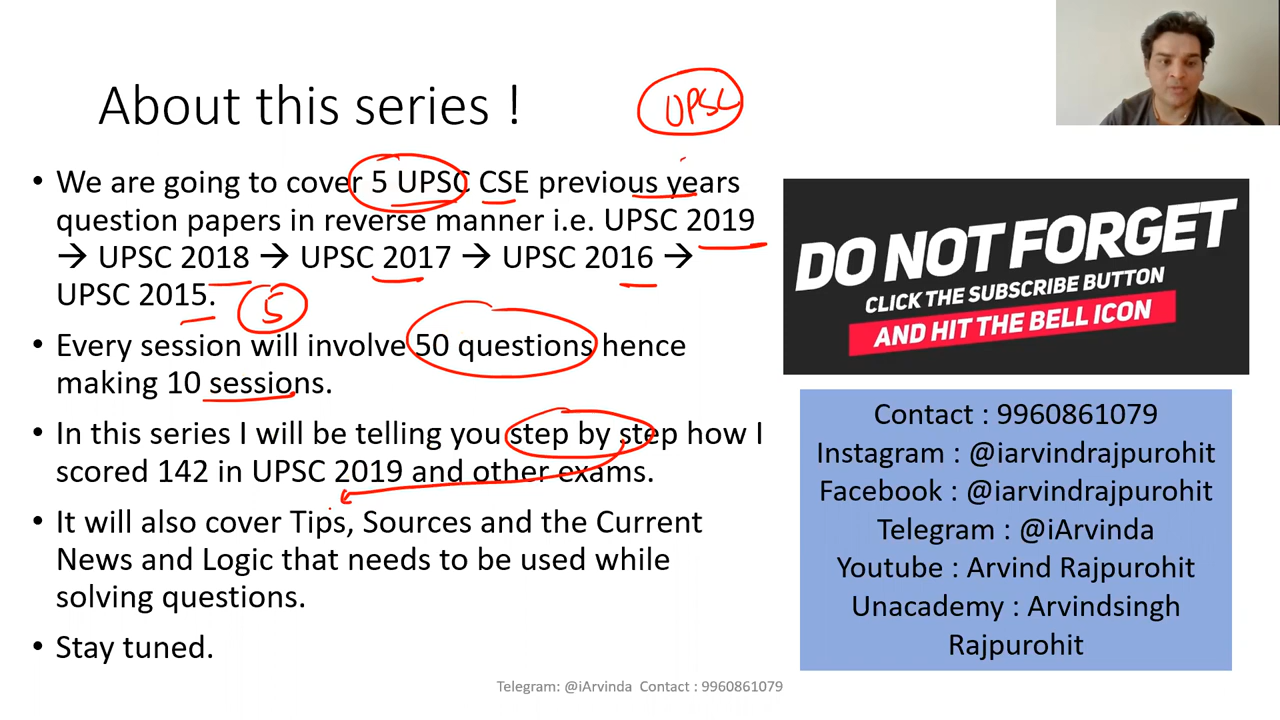 About this series !
UPSC
• We are going to cover 5 UPSC CSE previous years
question papers in reverse manner i.e. UPSC 2019
→ UPSC 2018 → UPSC 2017 → UPSC 2016 →
UPSC 2015.
5
• Every session will involve 50 questions hence
making 10 sessions.
• In this series I will be telling you step by step how I
scored 142 in UPSC 2019 and other exams.
• It will also cover Tips, Sources and the Current
News and Logic that needs to be used while
solving questions.
• Stay tuned.
DO NOT FORGET
CLICK THE SUBSCRIBE BUTTON
AND HIT THE BELL ICON
Contact : 9960861079
Instagram : @iarvindrajpurohit
Facebook : @iarvindrajpurohit
Telegram : @iArvinda
Youtube : Arvind Rajpurohit
Unacademy : Arvindsingh
Rajpurohit
Telegram: @iArvinda Contact : 9960861079